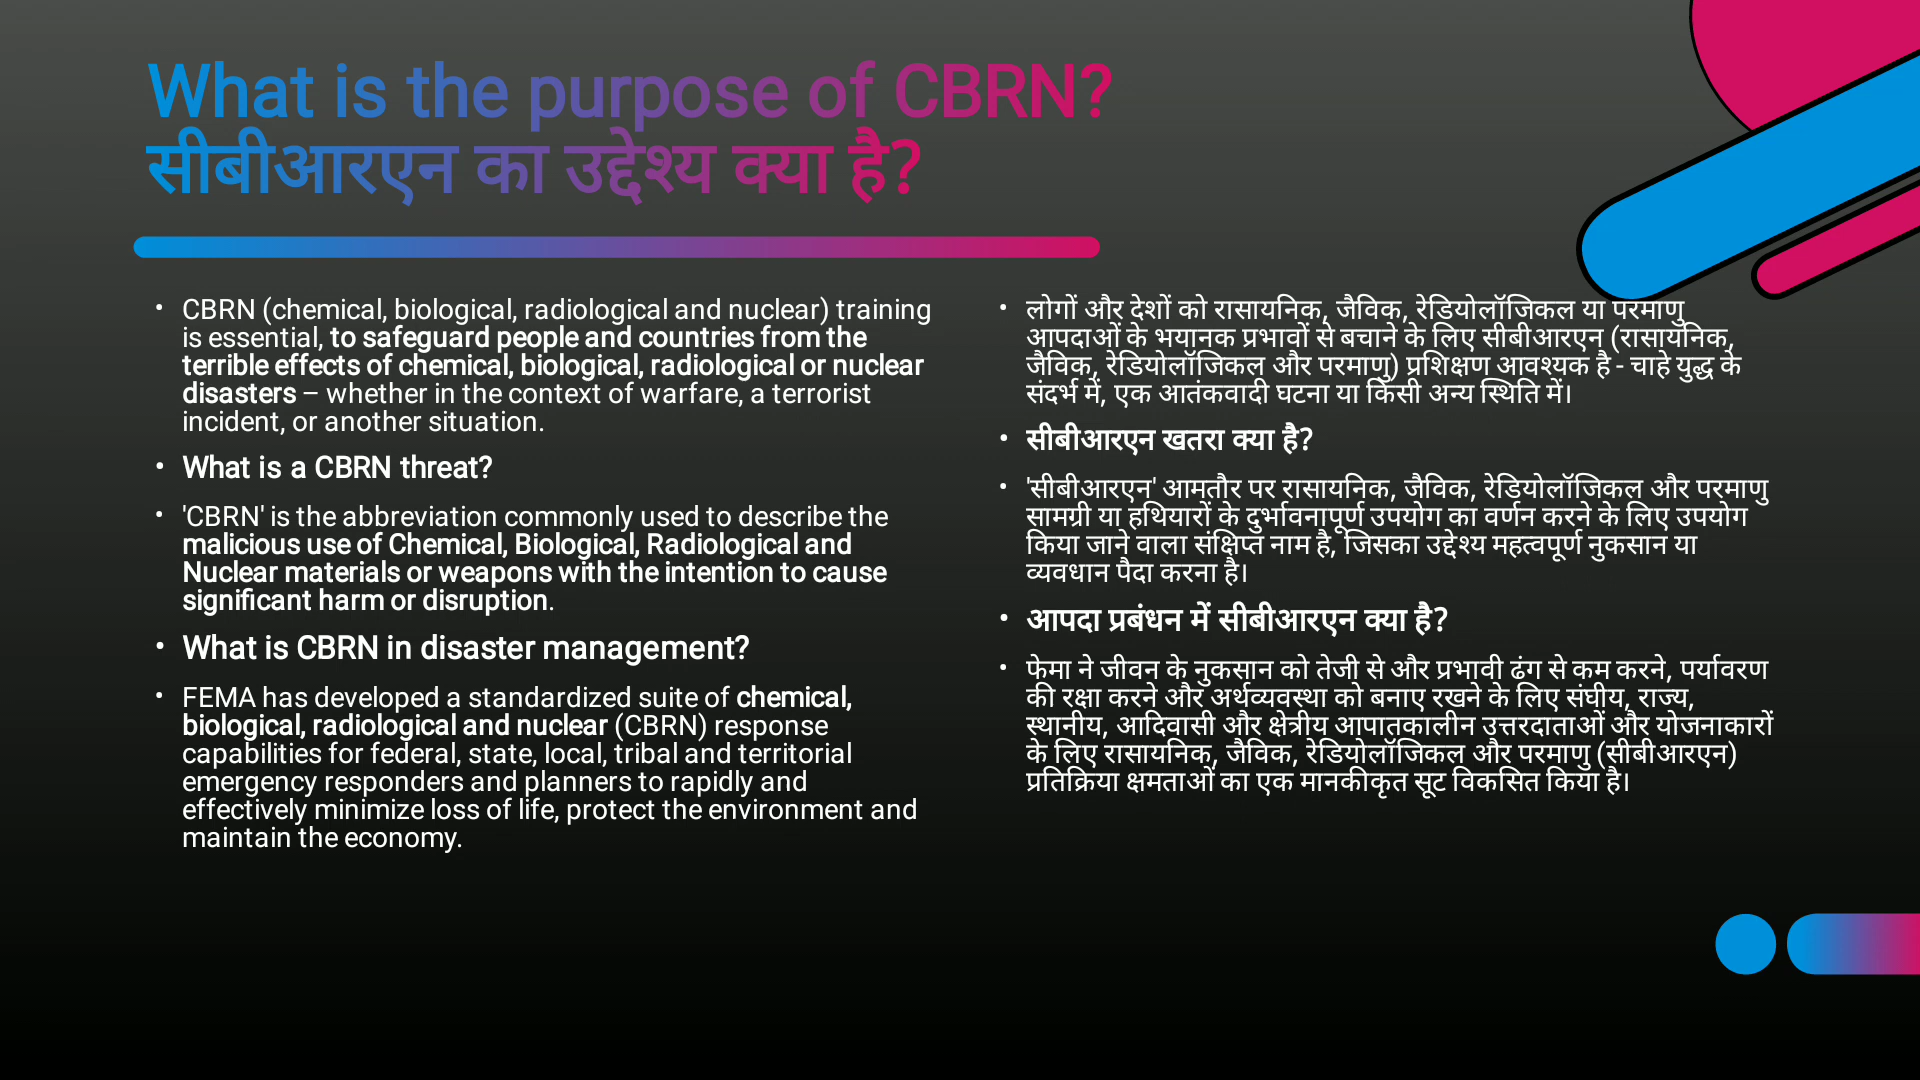 What is the purpose of CBRN?
सीबीआरएन का उद्देश्य क्या है?
• CBRN (chemical, biological, radiological and nuclear) training
is essential, to safeguard people and countries from the
terrible effects of chemical, biological, radiological or nuclear
disasters – whether in the context of warfare, a terrorist
incident, or another situation.
• What is a CBRN threat?
• 'CBRN' is the abbreviation commonly used to describe the
malicious use of Chemical, Biological, Radiological and
Nuclear materials or weapons with the intention to cause
significant harm or disruption.
• What is CBRN in disaster management?
• FEMA has developed a standardized suite of chemical,
biological, radiological and nuclear (CBRN) response
capabilities for federal, state, local, tribal and territorial
emergency responders and planners to rapidly and
effectively minimize loss of life, protect the environment and
maintain the economy.
• लोगों और देशों को रासायनिक, जैविक, रेडियोलॉजिकल या परमाणु
आपदाओं के भयानक प्रभावों से बचाने के लिए सीबीआरएन (रासायनिक,
जैविक, रेडियोलॉजिकल और परमाणु) प्रशिक्षण आवश्यक है - चाहे युद्ध के
संदर्भ में, एक आतंकवादी घटना या किसी अन्य स्थिति में।
• सीबीआरएन खतरा क्या है?
• 'सीबीआरएन' आमतौर पर रासायनिक, जैविक, रेडियोलॉजिकल और परमाणु
सामग्री या हथियारों के दुर्भावनापूर्ण उपयोग का वर्णन करने के लिए उपयोग
किया जाने वाला संक्षिप्त नाम है, जिसका उद्देश्य महत्वपूर्ण नुकसान या
व्यवधान पैदा करना है।
• आपदा प्रबंधन में सीबीआरएन क्या है?
• फेमा ने जीवन के नुकसान को तेजी से और प्रभावी ढंग से कम करने, पर्यावरण
की रक्षा करने और अर्थव्यवस्था को बनाए रखने के लिए संघीय, राज्य,
स्थानीय, आदिवासी और क्षेत्रीय आपातकालीन उत्तरदाताओं और योजनाकारों
के लिए रासायनिक, जैविक, रेडियोलॉजिकल और परमाणु (सीबीआरएन)
प्रतिक्रिया क्षमताओं का एक मानकीकृत सूट विकसित किया है।